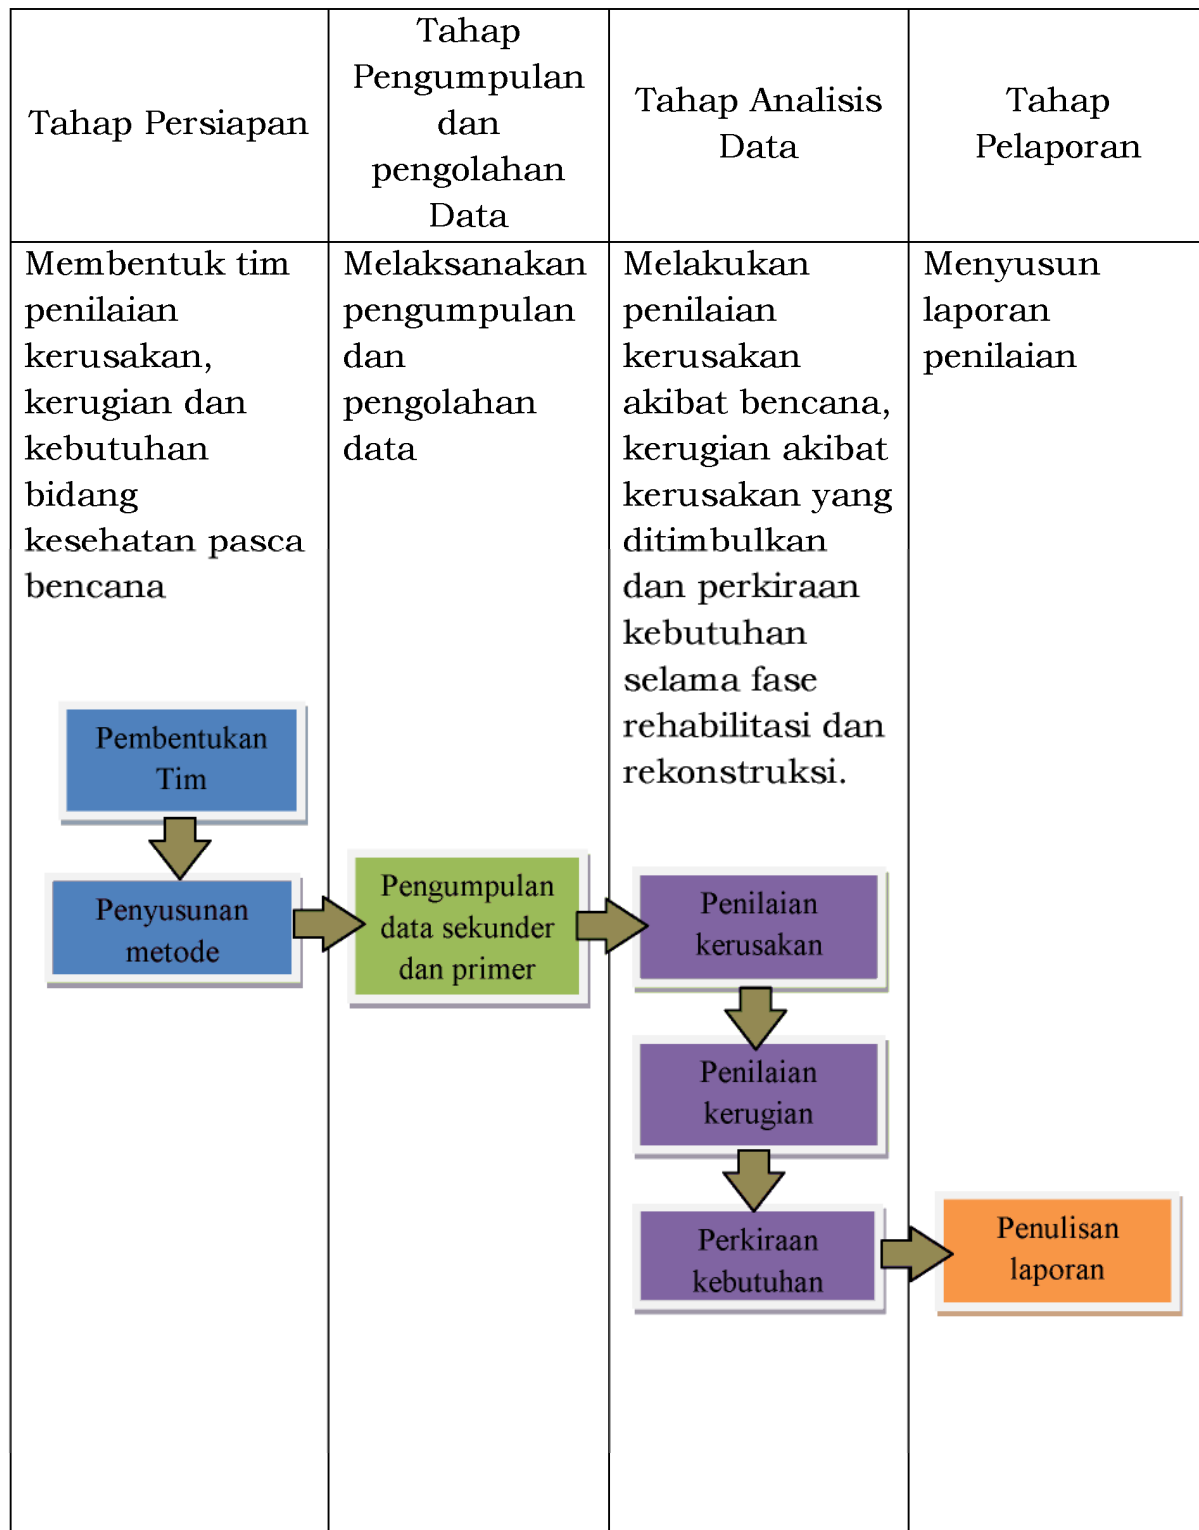 Tahap Persiapan
Tahap
Pengumpulan
dan
pengolahan
Data
Tahap Analisis
Data
Tahap
Pelaporan
Membentuk tim
penilaian
kerusakan,
kerugian dan
kebutuhan
bidang
kesehatan pasca
bencana
Melaksanakan
pengumpulan
dan
pengolahan
data
Melakukan
penilaian
kerusakan
akibat bencana,
kerugian akibat
kerusakan yang
ditimbulkan
dan perkiraan
kebutuhan
selama fase
rehabilitasi dan
rekonstruksi.
Menyusun
laporan
penilaian
Pembentukan
Tim
Penyusunan
metode
Pengumpulan
data sekunder
dan primer
Penilaian
kerusakan
Penilaian
kerugian
Perkiraan
kebutuhan
Penulisan
laporan